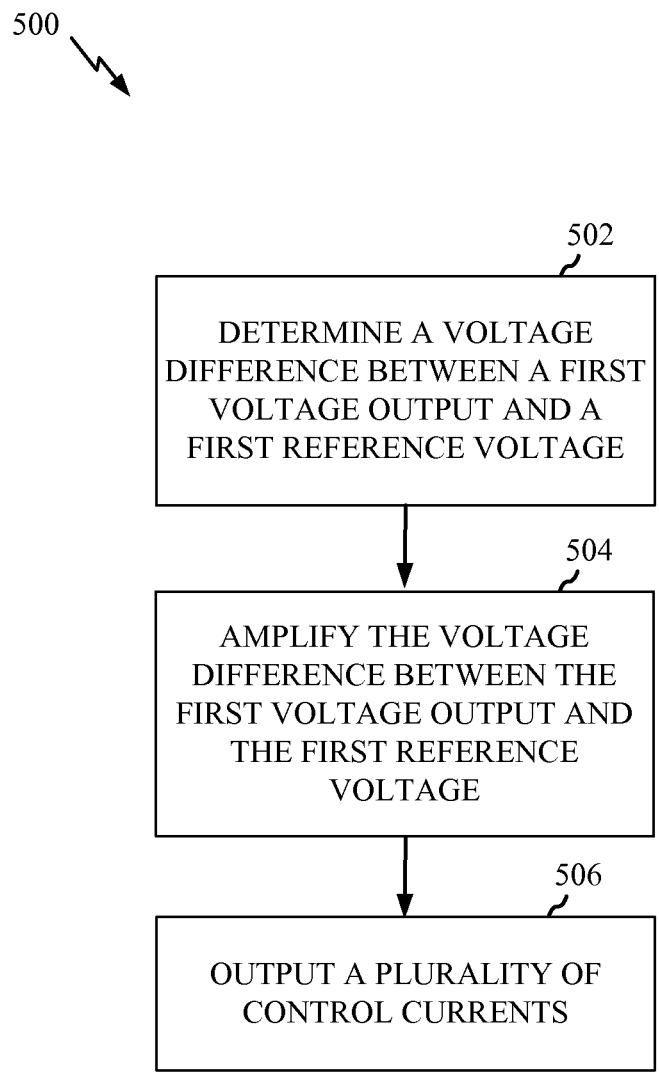 500
502
DETERMINE A VOLTAGE
DIFFERENCE BETWEEN A FIRST
VOLTAGE OUTPUT AND A
FIRST REFERENCE VOLTAGE
504
AMPLIFY THE VOLTAGE
DIFFERENCE BETWEEN THE
FIRST VOLTAGE OUTPUT AND
THE FIRST REFERENCE
VOLTAGE
506
OUTPUT A PLURALITY OF
CONTROL CURRENTS